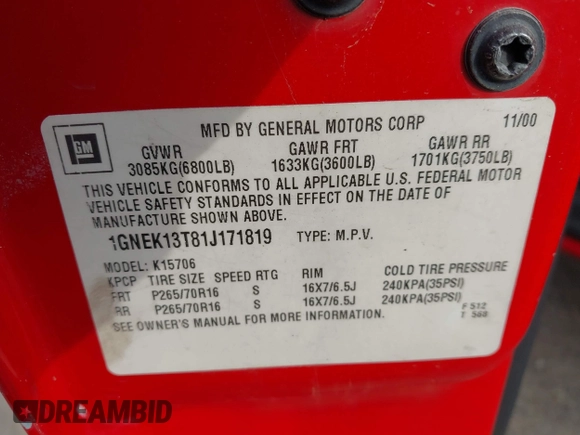 MFD BY GENERAL MOTORS CORP 11/00
GM
GVWR GAWR FRT GAWR RR
3085KG(6800LB) 1633KG(3600LB) 1701KG(3750LB)
THIS VEHICLE CONFORMS TO ALL APPLICABLE U.S. FEDERAL MOTOR
VEHICLE SAFETY STANDARDS IN EFFECT ON THE DATE OF
MANUFACTURE SHOWN ABOVE.
1GNEK13T81J171819 TYPE: M.P.V.
MODEL: K15706
KPCP TIRE SIZE SPEED RTG RIM COLD TIRE PRESSURE
FRT P265/70R16 S 16X7/6.5J 240KPA(35PSI)
RR P265/70R16 S 16X7/6.5J 240KPA(35PSI)
SEE OWNER'S MANUAL FOR MORE INFORMATION.
F 512
T 560
DREAMBID